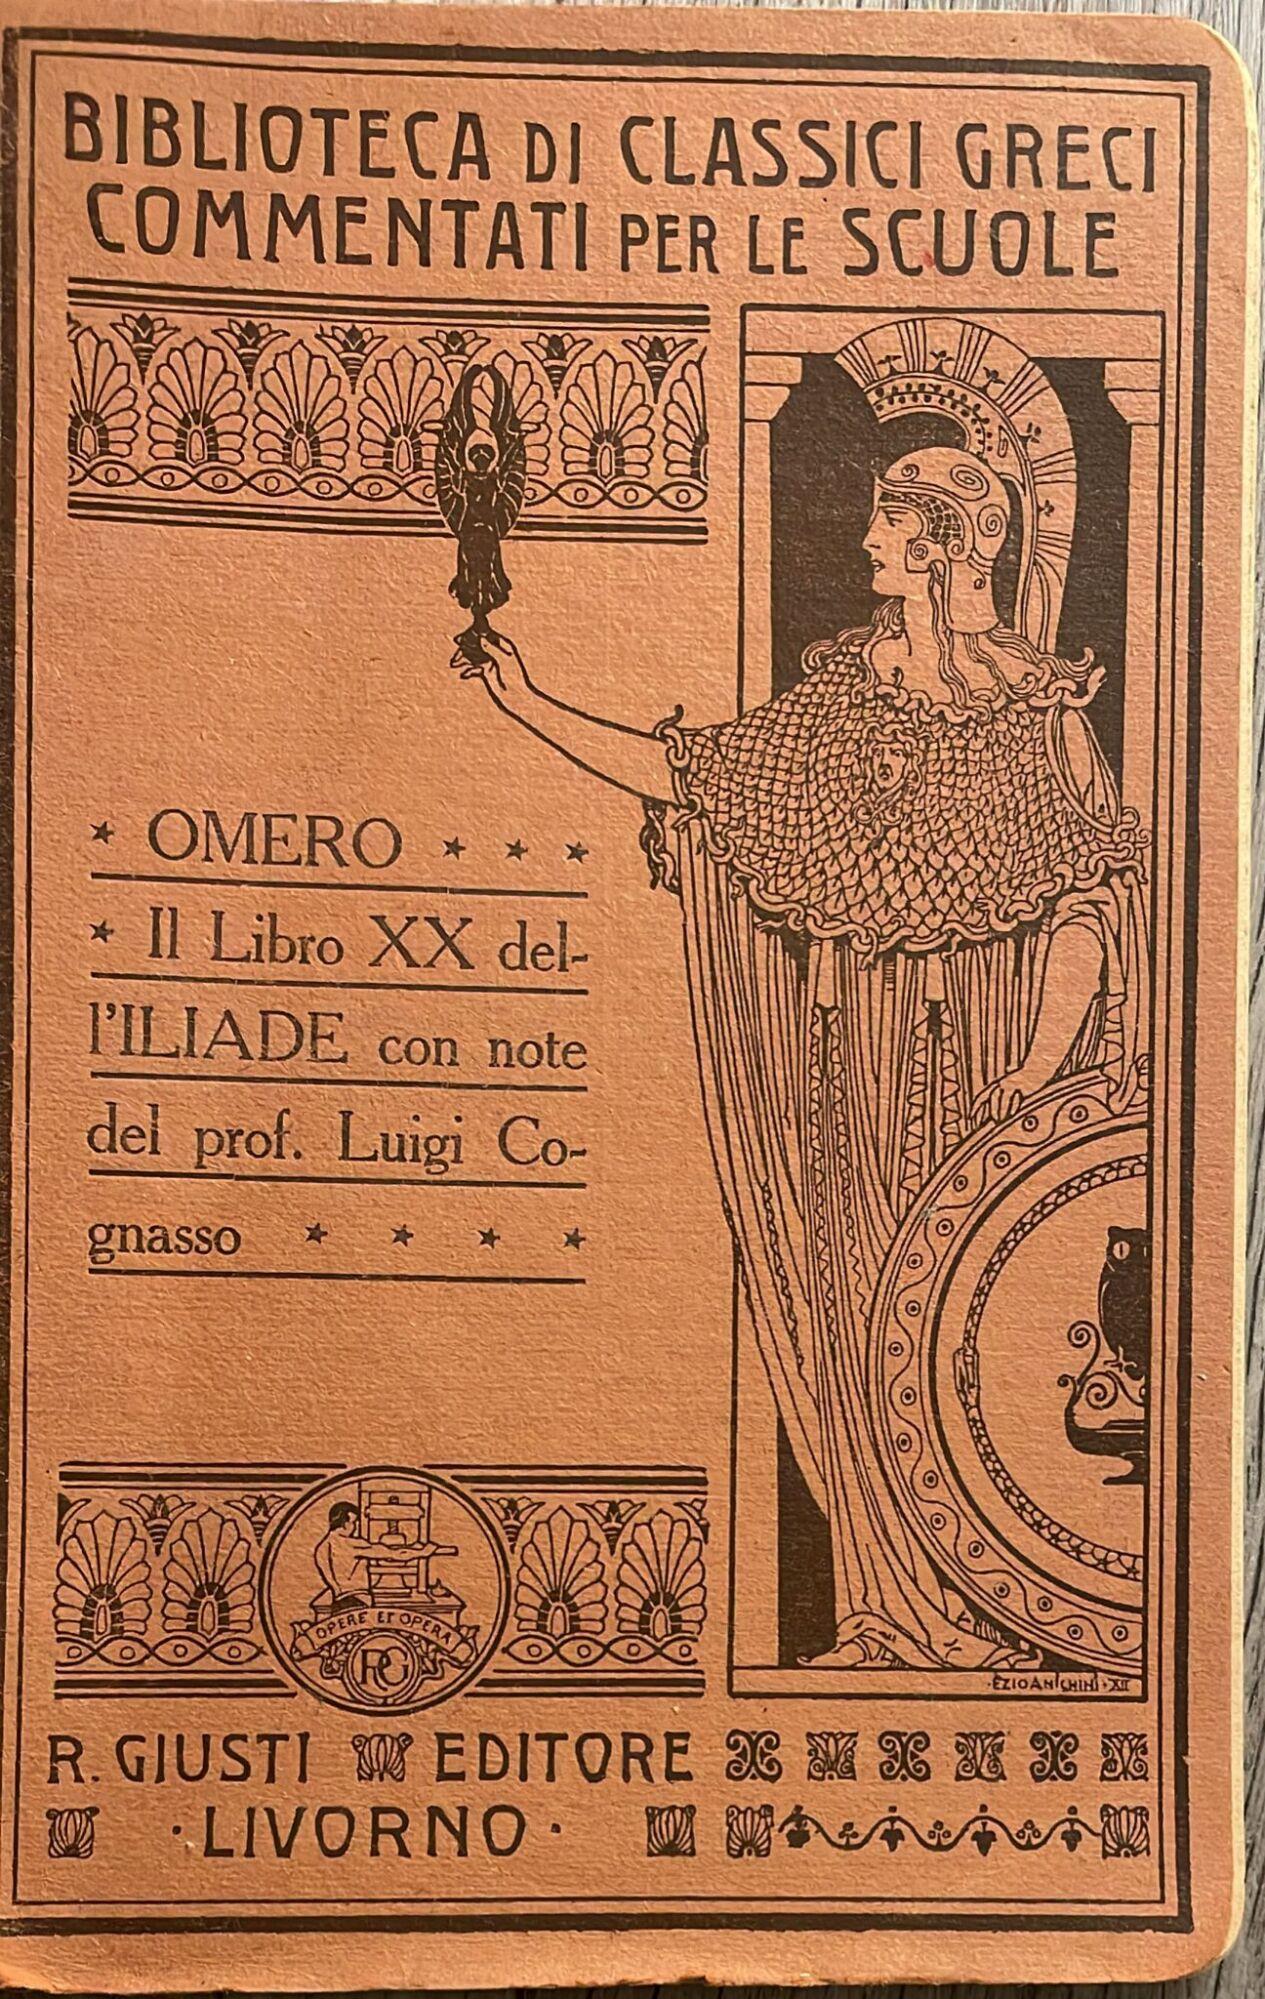 BIBLIOTECA DI CLASSICI GRECI
COMMENTATI PER LE SCUOLE
* OMERO * * *
* Il Libro XX del-
l'ILIADE con note
del prof. Luigi Co-
gnasso * * * *
OPERE ET OPERA
RG
·EZIO ANICHINI·XII
R. GIUSTI EDITORE
·LIVORNO·